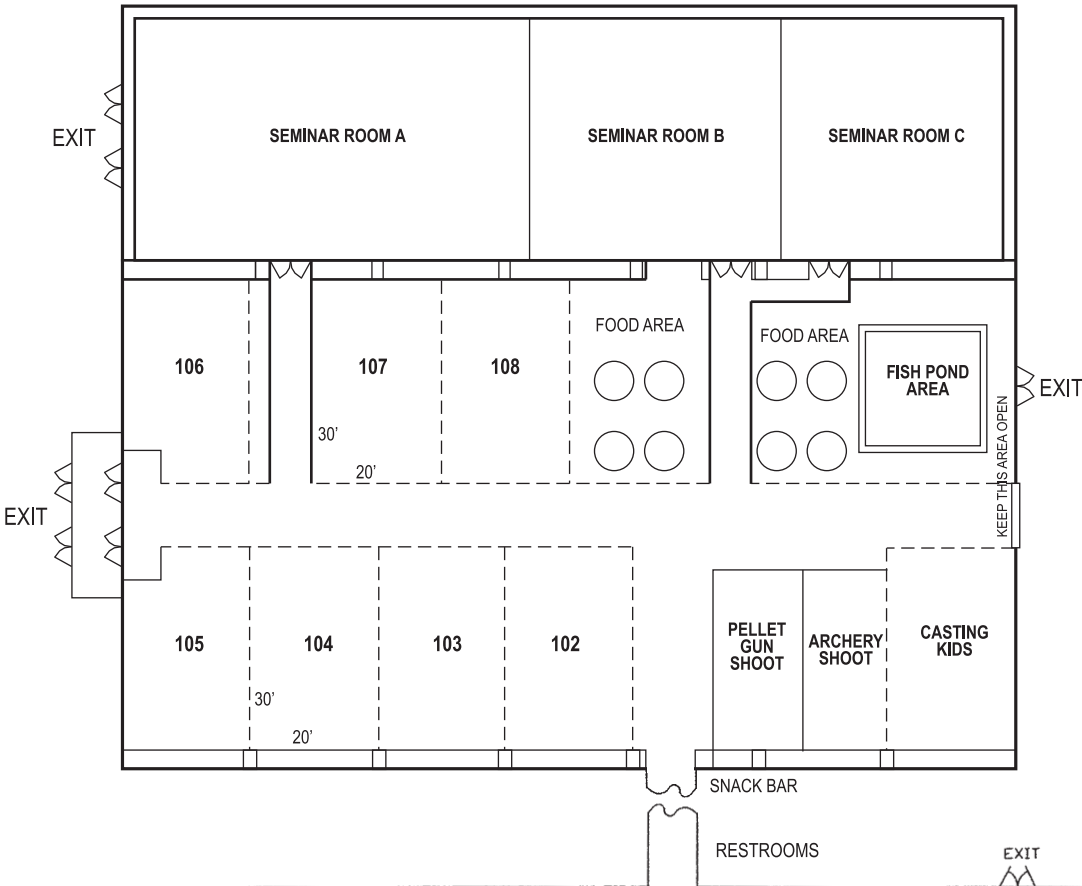 EXIT
SEMINAR ROOM A
SEMINAR ROOM B
SEMINAR ROOM C
FOOD AREA
FOOD AREA
106
107
108
FISH POND
AREA
EXIT
KEEP THIS AREA OPEN
30'
20'
EXIT
105
104
103
102
PELLET
GUN
SHOOT
ARCHERY
SHOOT
CASTING
KIDS
30'
20'
SNACK BAR
RESTROOMS
EXIT